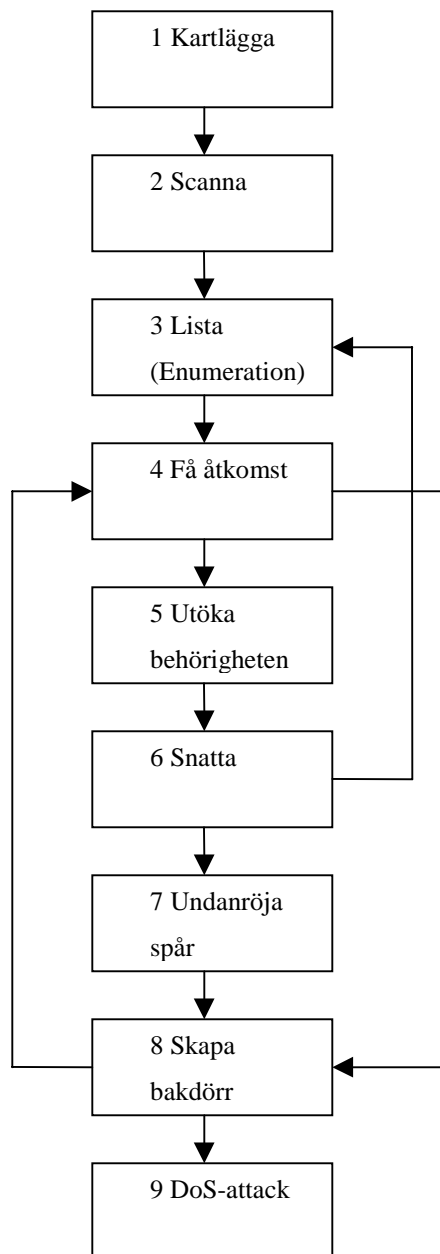 1 Kartlägga
2 Scanna
3 Lista
(Enumeration)
4 Få åtkomst
5 Utöka
behörigheten
6 Snatta
7 Undanröja
spår
8 Skapa
bakdörr
9 DoS-attack